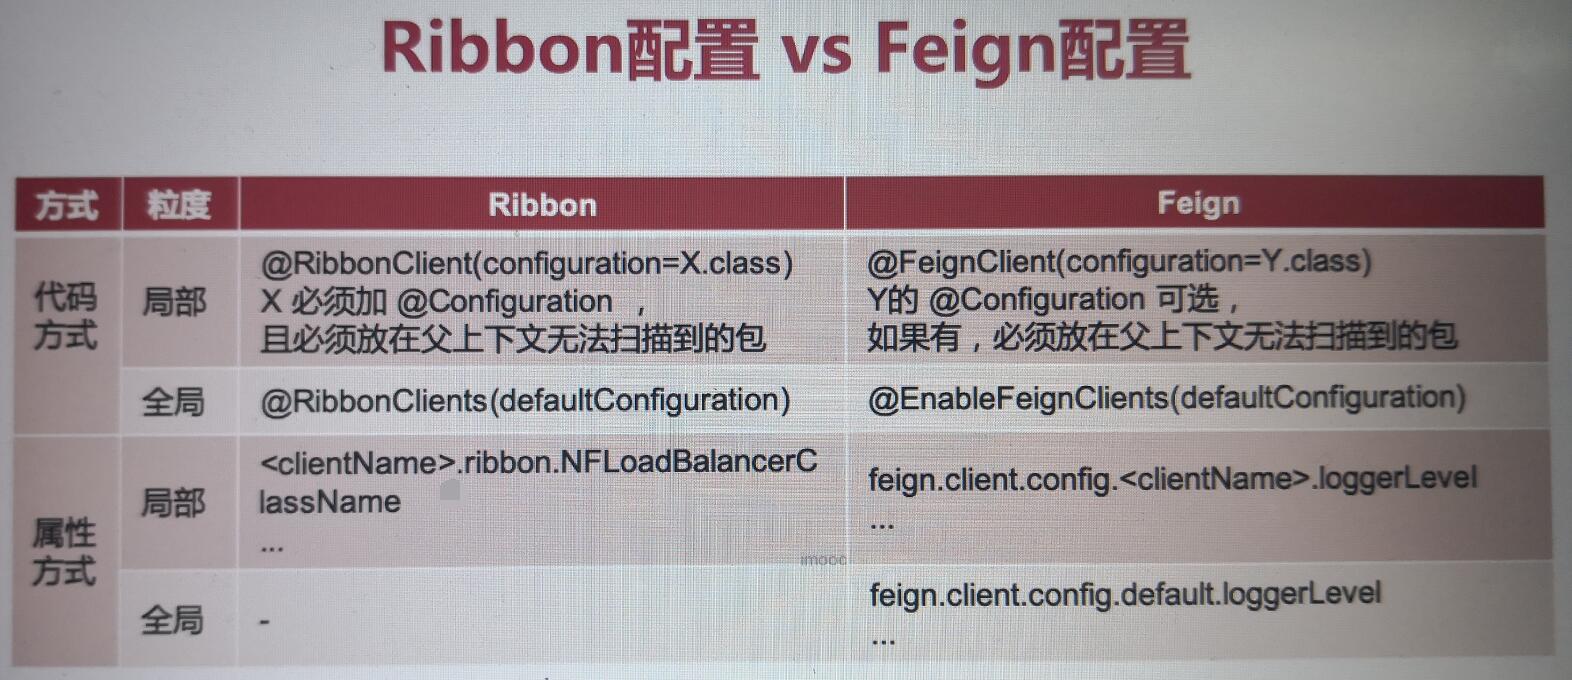 Ribbon配置 vs Feign配置
方式 粒度 Ribbon Feign
代码
方式
局部
@RibbonClient(configuration=X.class)
X 必须加 @Configuration ，
且必须放在父上下文无法扫描到的包
@FeignClient(configuration=Y.class)
Y的 @Configuration 可选，
如果有，必须放在父上下文无法扫描到的包
全局
@RibbonClients(defaultConfiguration)
@EnableFeignClients(defaultConfiguration)
属性
方式
局部
<clientName>.ribbon.NFLoadBalancerC
lassName
...
feign.client.config.<clientName>.loggerLevel
...
imooc
全局
-
feign.client.config.default.loggerLevel
...